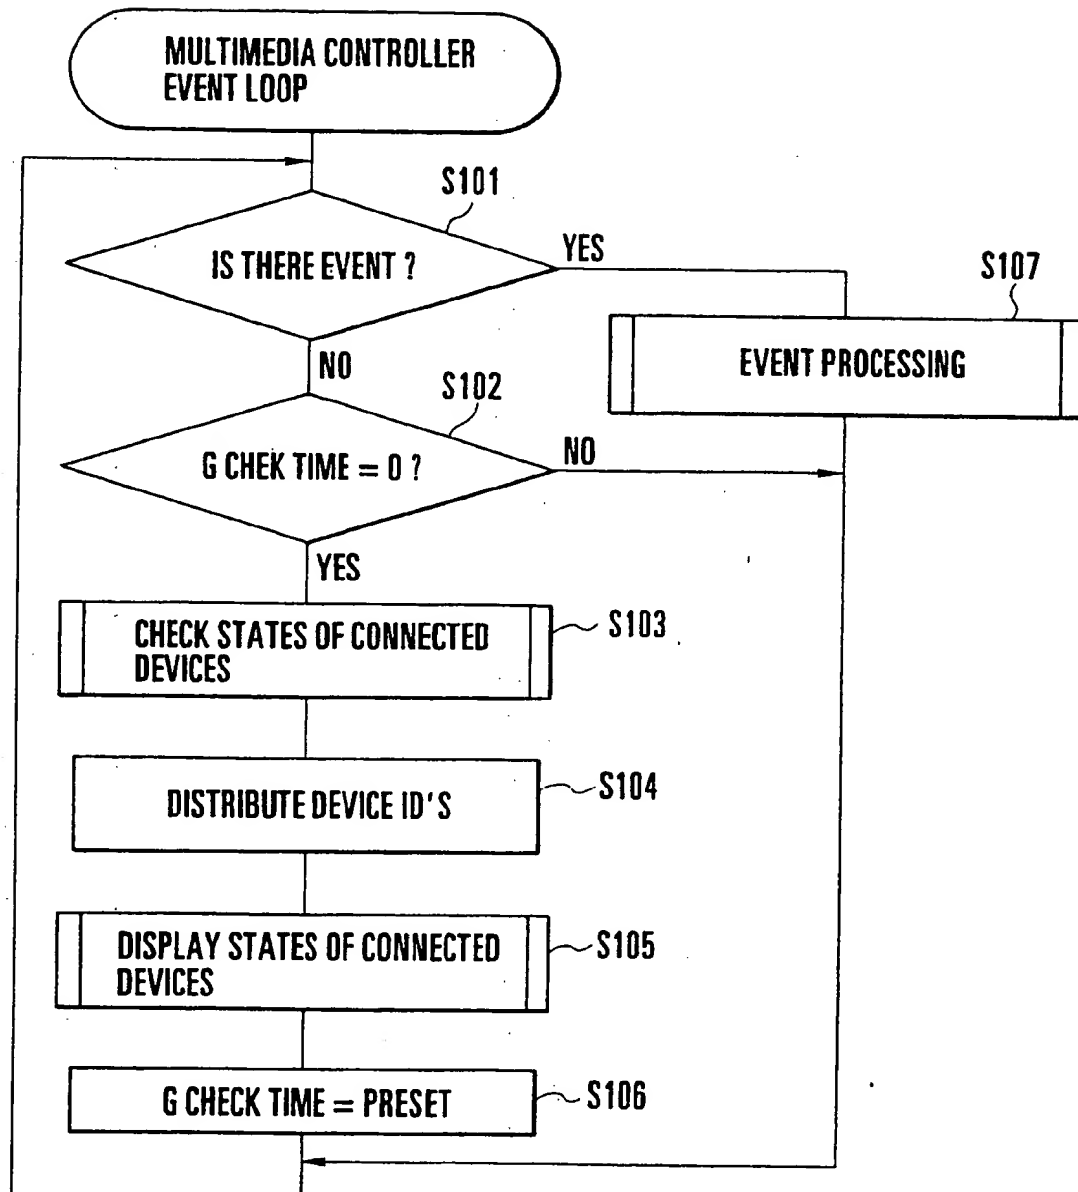 MULTIMEDIA CONTROLLER
EVENT LOOP
S101
IS THERE EVENT ?
YES
S107
EVENT PROCESSING
NO
S102
G CHEK TIME = 0 ?
NO
YES
CHECK STATES OF CONNECTED
DEVICES
S103
DISTRIBUTE DEVICE ID'S
S104
DISPLAY STATES OF CONNECTED
DEVICES
S105
G CHECK TIME = PRESET
S106